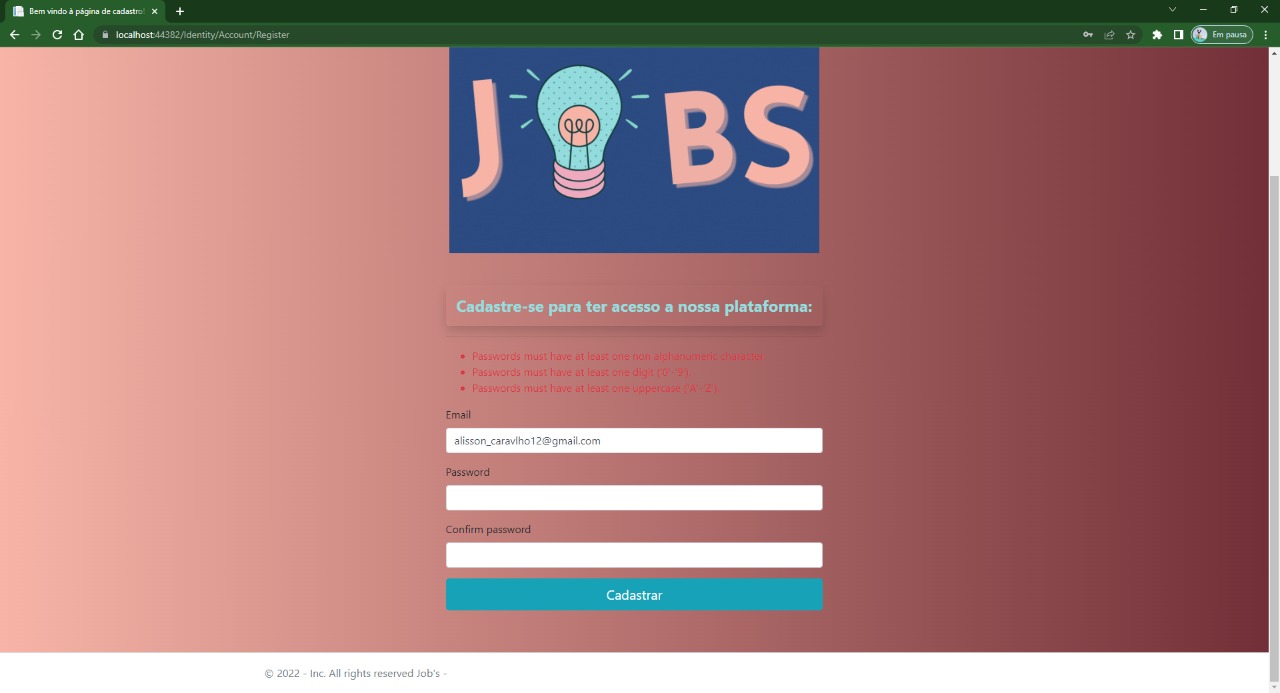 Bem vindo à página de cadastro!
localhost:44382/Identity/Account/Register
Em pausa
JOBS
Cadastre-se para ter acesso a nossa plataforma:
Passwords must have at least one non alphanumeric character.
Passwords must have at least one digit ('0'-'9').
Passwords must have at least one uppercase ('A'-'Z').
Email
alisson_caravlho12@gmail.com
Password
Confirm password
Cadastrar
© 2022 - Inc. All rights reserved Job's -